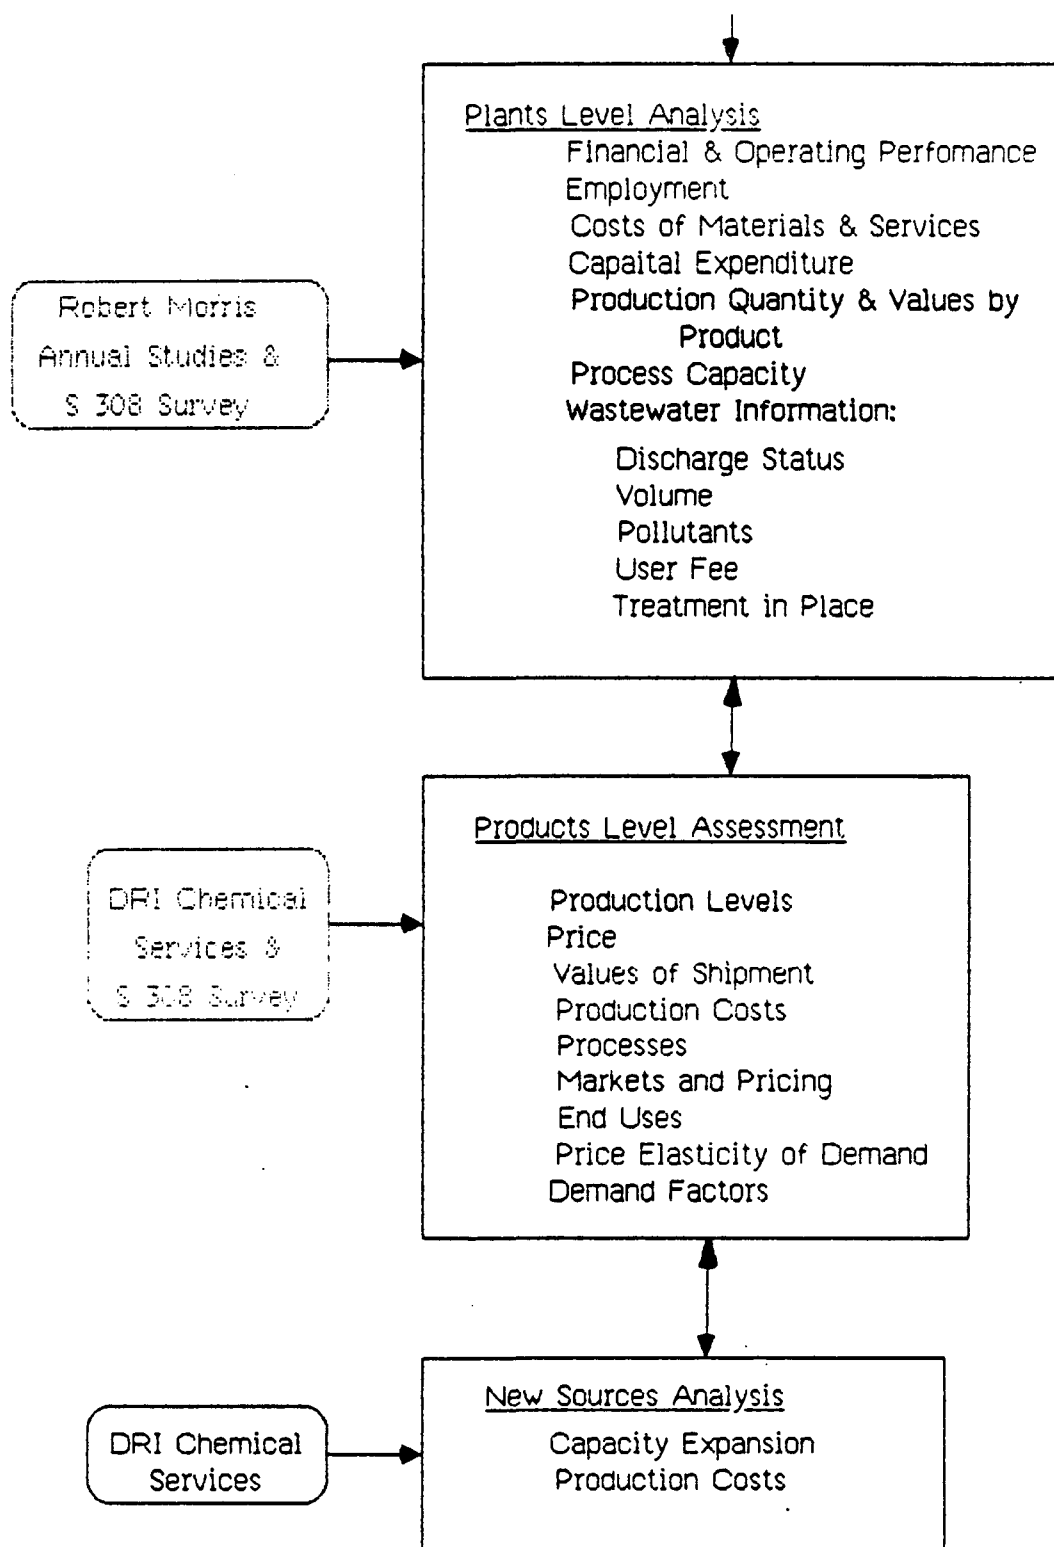 Plants Level Analysis
Financial & Operating Perfomance
Employment
Costs of Materials & Services
Capaital Expenditure
Production Quantity & Values by
Product
Process Capacity
Wastewater Information:
Discharge Status
Volume
Pollutants
User Fee
Treatment in Place
Robert Morris
Annual Studies &
S 308 Survey
Products Level Assessment
Production Levels
Price
Values of Shipment
Production Costs
Processes
Markets and Pricing
End Uses
Price Elasticity of Demand
Demand Factors
DRI Chemical
Services &
S 308 Survey
New Sources Analysis
Capacity Expansion
Production Costs
DRI Chemical
Services